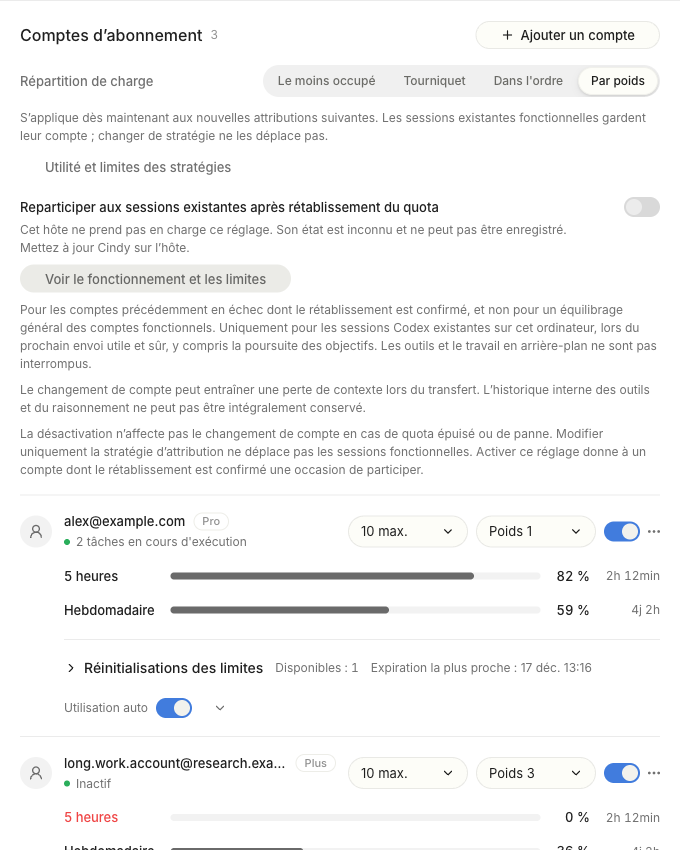 Comptes d’abonnement 3
+ Ajouter un compte
Répartition de charge
Le moins occupé Tourniquet Dans l'ordre Par poids
S’applique dès maintenant aux nouvelles attributions suivantes. Les sessions existantes fonctionnelles gardent
leur compte ; changer de stratégie ne les déplace pas.
Utilité et limites des stratégies
Reparticiper aux sessions existantes après rétablissement du quota
Cet hôte ne prend pas en charge ce réglage. Son état est inconnu et ne peut pas être enregistré.
Mettez à jour Cindy sur l’hôte.
Voir le fonctionnement et les limites
Pour les comptes précédemment en échec dont le rétablissement est confirmé, et non pour un équilibrage
général des comptes fonctionnels. Uniquement pour les sessions Codex existantes sur cet ordinateur, lors du
prochain envoi utile et sûr, y compris la poursuite des objectifs. Les outils et le travail en arrière-plan ne sont pas
interrompus.
Le changement de compte peut entraîner une perte de contexte lors du transfert. L’historique interne des outils
et du raisonnement ne peut pas être intégralement conservé.
La désactivation n’affecte pas le changement de compte en cas de quota épuisé ou de panne. Modifier
uniquement la stratégie d’attribution ne déplace pas les sessions fonctionnelles. Activer ce réglage donne à un
compte dont le rétablissement est confirmé une occasion de participer.
alex@example.com Pro
2 tâches en cours d'exécution
10 max. Poids 1
5 heures 82 % 2h 12min
Hebdomadaire 59 % 4j 2h
Réinitialisations des limites Disponibles : 1 Expiration la plus proche : 17 déc. 13:16
Utilisation auto
long.work.account@research.exa... Plus
Inactif
10 max. Poids 3
5 heures 0 % 2h 12min
Hebdomadaire 36 % 4j 2h